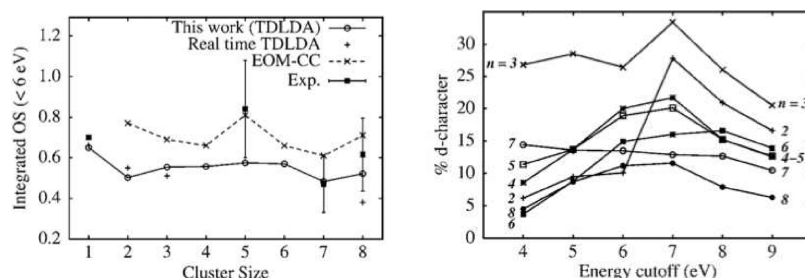 1.2
1.0
0.8
0.6
0.4
0.2
Integrated OS (< 6 eV)
This work (TDLDA)
Real time TDLDA
EOM-CC
Exp.
1 2 3 4 5 6 7 8
Cluster Size
35
30
25
20
15
10
5
0
% d-character
n = 3
7
5
4
2
8
6
n = 3
2
6
4-5
7
8
4 5 6 7 8 9
Energy cutoff (eV)